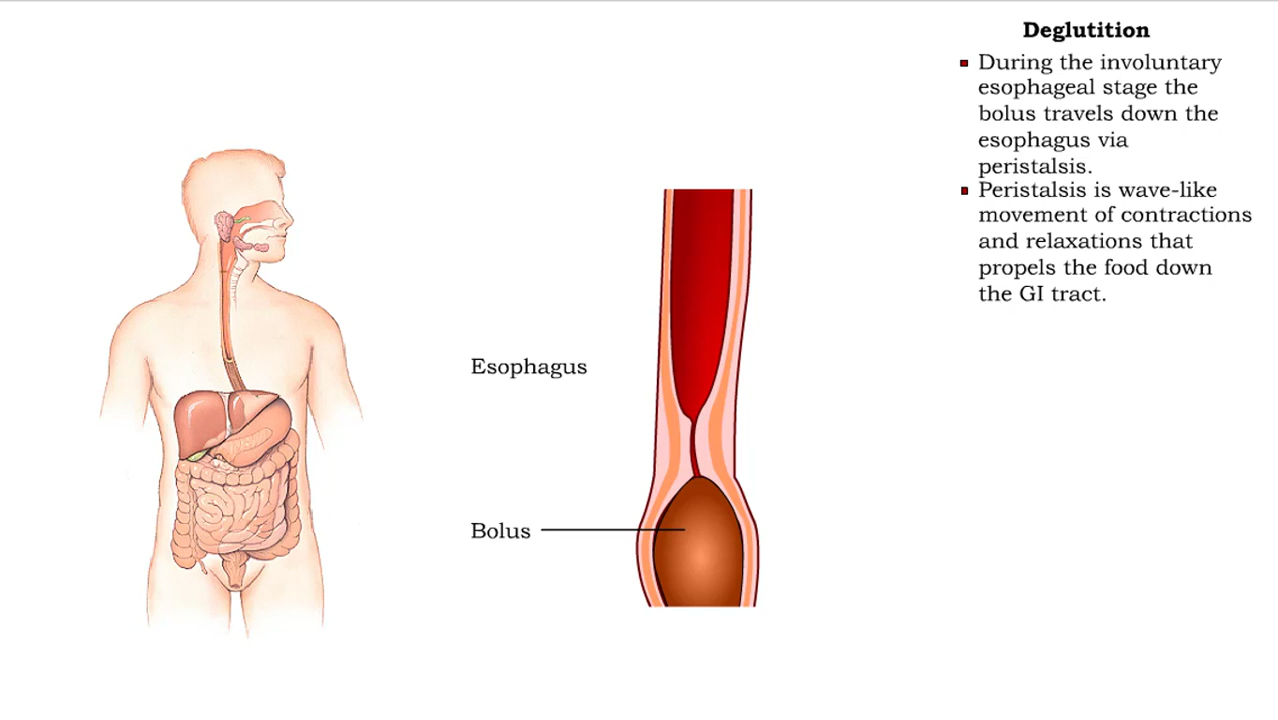 Deglutition
During the involuntary
esophageal stage the
bolus travels down the
esophagus via
peristalsis.
Peristalsis is wave-like
movement of contractions
and relaxations that
propels the food down
the GI tract.
Esophagus
Bolus